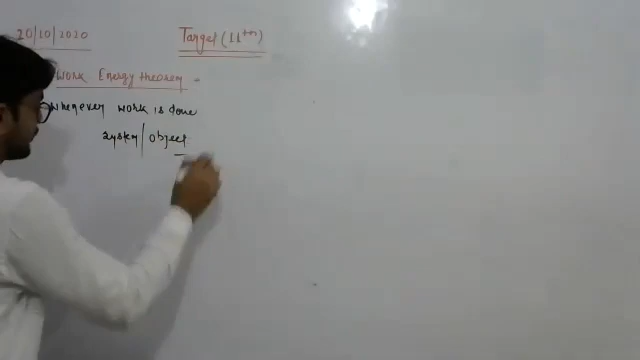 20/10/2020
Target (11th)
Work Energy theorem -
Whenever work is done
system/object